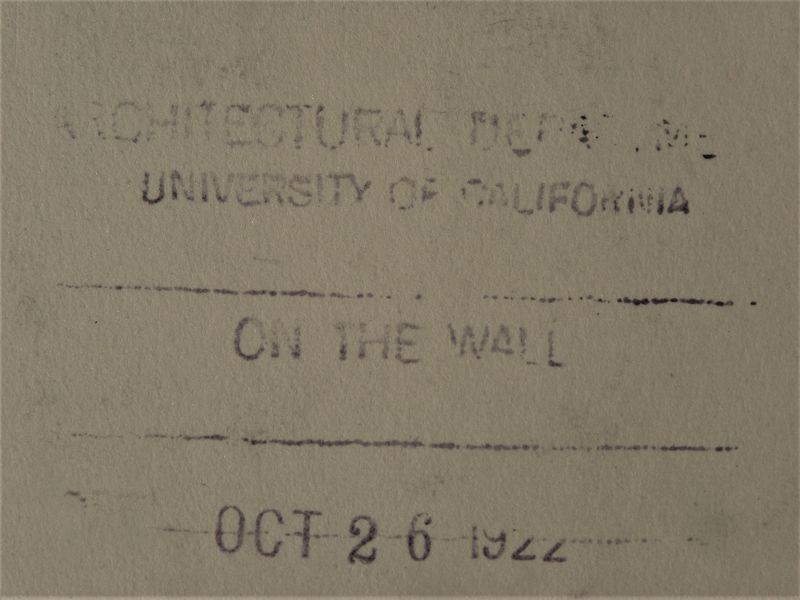 ARCHITECTURAL
UNIVERSITY OF CALIFORNIA
ON THE WALL
OCT 26 1922